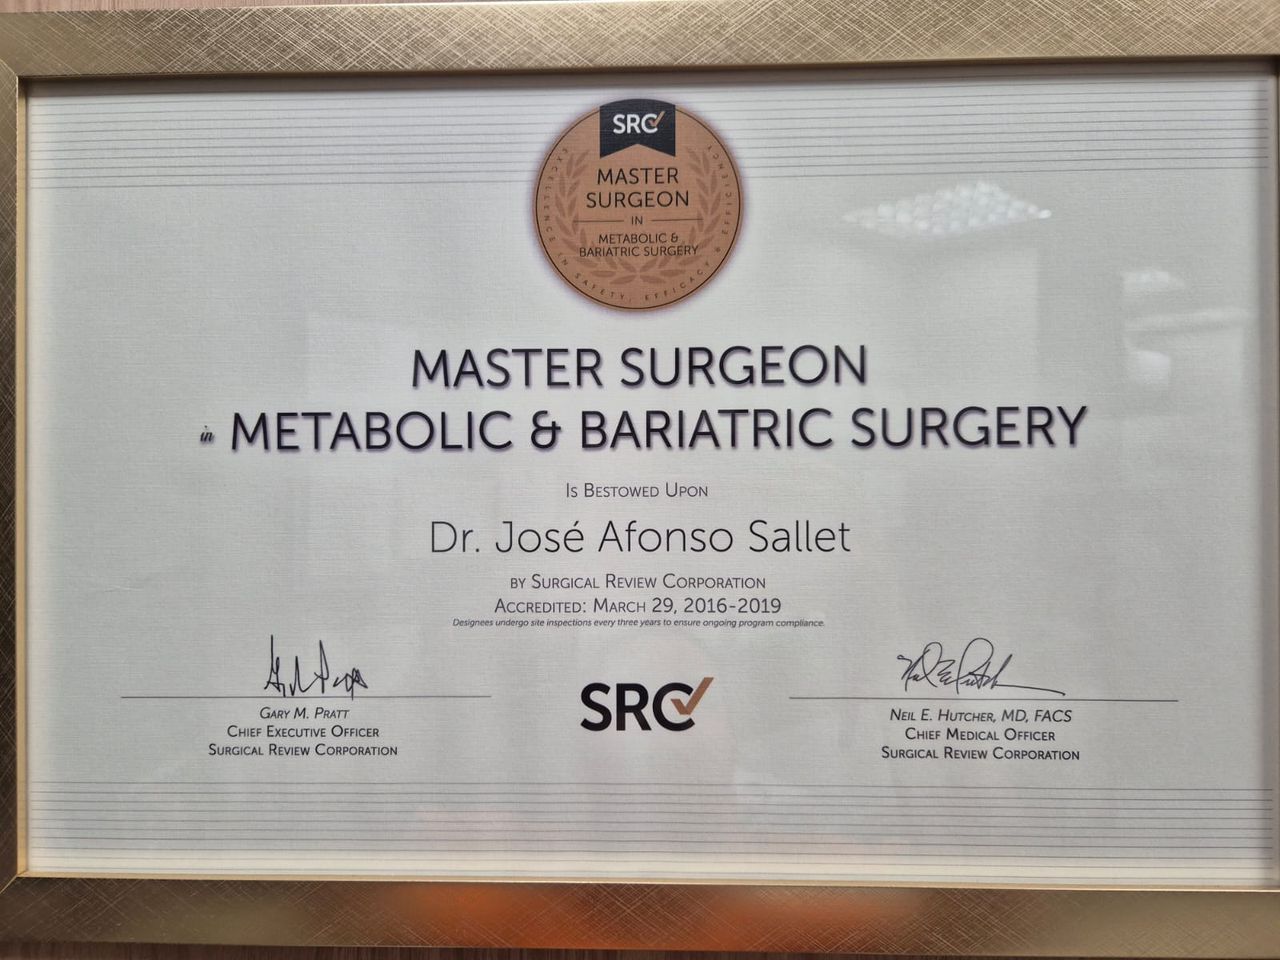 SRC
MASTER
SURGEON
IN
METABOLIC &
BARIATRIC SURGERY
EXCELLENCE IN SAFETY, EFFICACY & EFFICIENCY
MASTER SURGEON
in METABOLIC & BARIATRIC SURGERY
IS BESTOWED UPON
Dr. José Afonso Sallet
BY SURGICAL REVIEW CORPORATION
ACCREDITED: MARCH 29, 2016-2019
Designees undergo site inspections every three years to ensure ongoing program compliance.
GARY M. PRATT
CHIEF EXECUTIVE OFFICER
SURGICAL REVIEW CORPORATION
SRC
NEIL E. HUTCHER, MD, FACS
CHIEF MEDICAL OFFICER
SURGICAL REVIEW CORPORATION